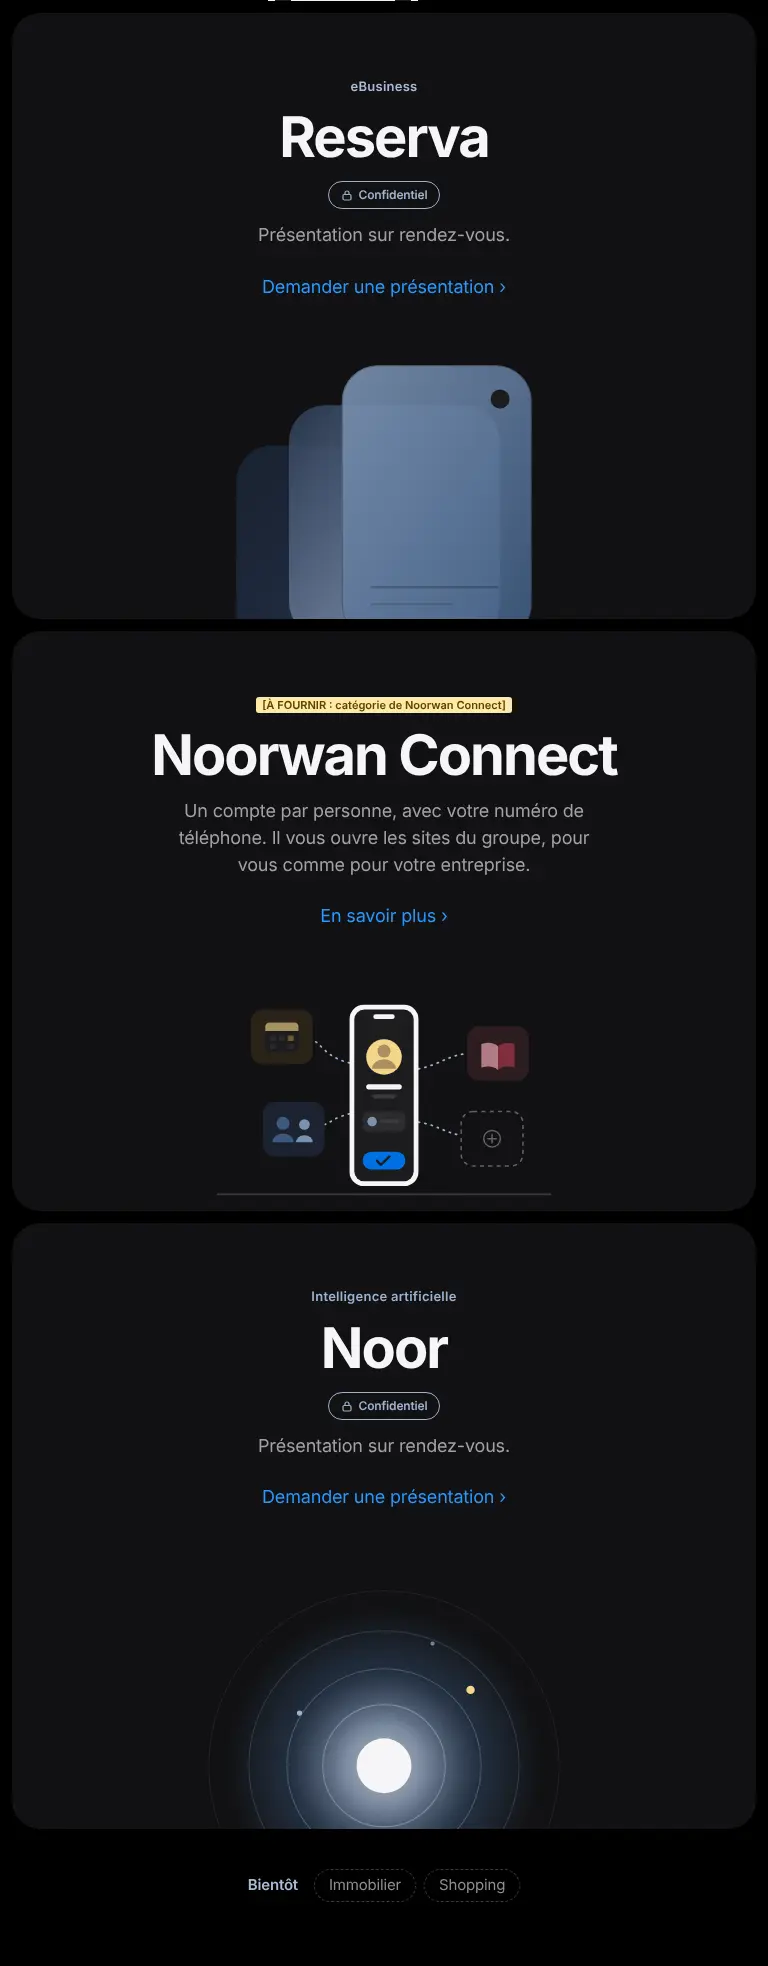 eBusiness
Reserva
Confidentiel
Présentation sur rendez-vous.
Demander une présentation ›
[À FOURNIR : catégorie de Noorwan Connect]
Noorwan Connect
Un compte par personne, avec votre numéro de
téléphone. Il vous ouvre les sites du groupe, pour
vous comme pour votre entreprise.
En savoir plus ›
Intelligence artificielle
Noor
Confidentiel
Présentation sur rendez-vous.
Demander une présentation ›
Bientôt Immobilier Shopping